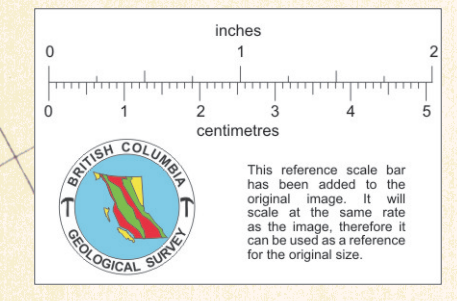 inches
0 1 2
0 1 2 3 4 5
centimetres
BRITISH COLUMBIA
GEOLOGICAL SURVEY
This reference scale bar
has been added to the
original image. It will
scale at the same rate
as the image, therefore it
can be used as a reference
for the original size.